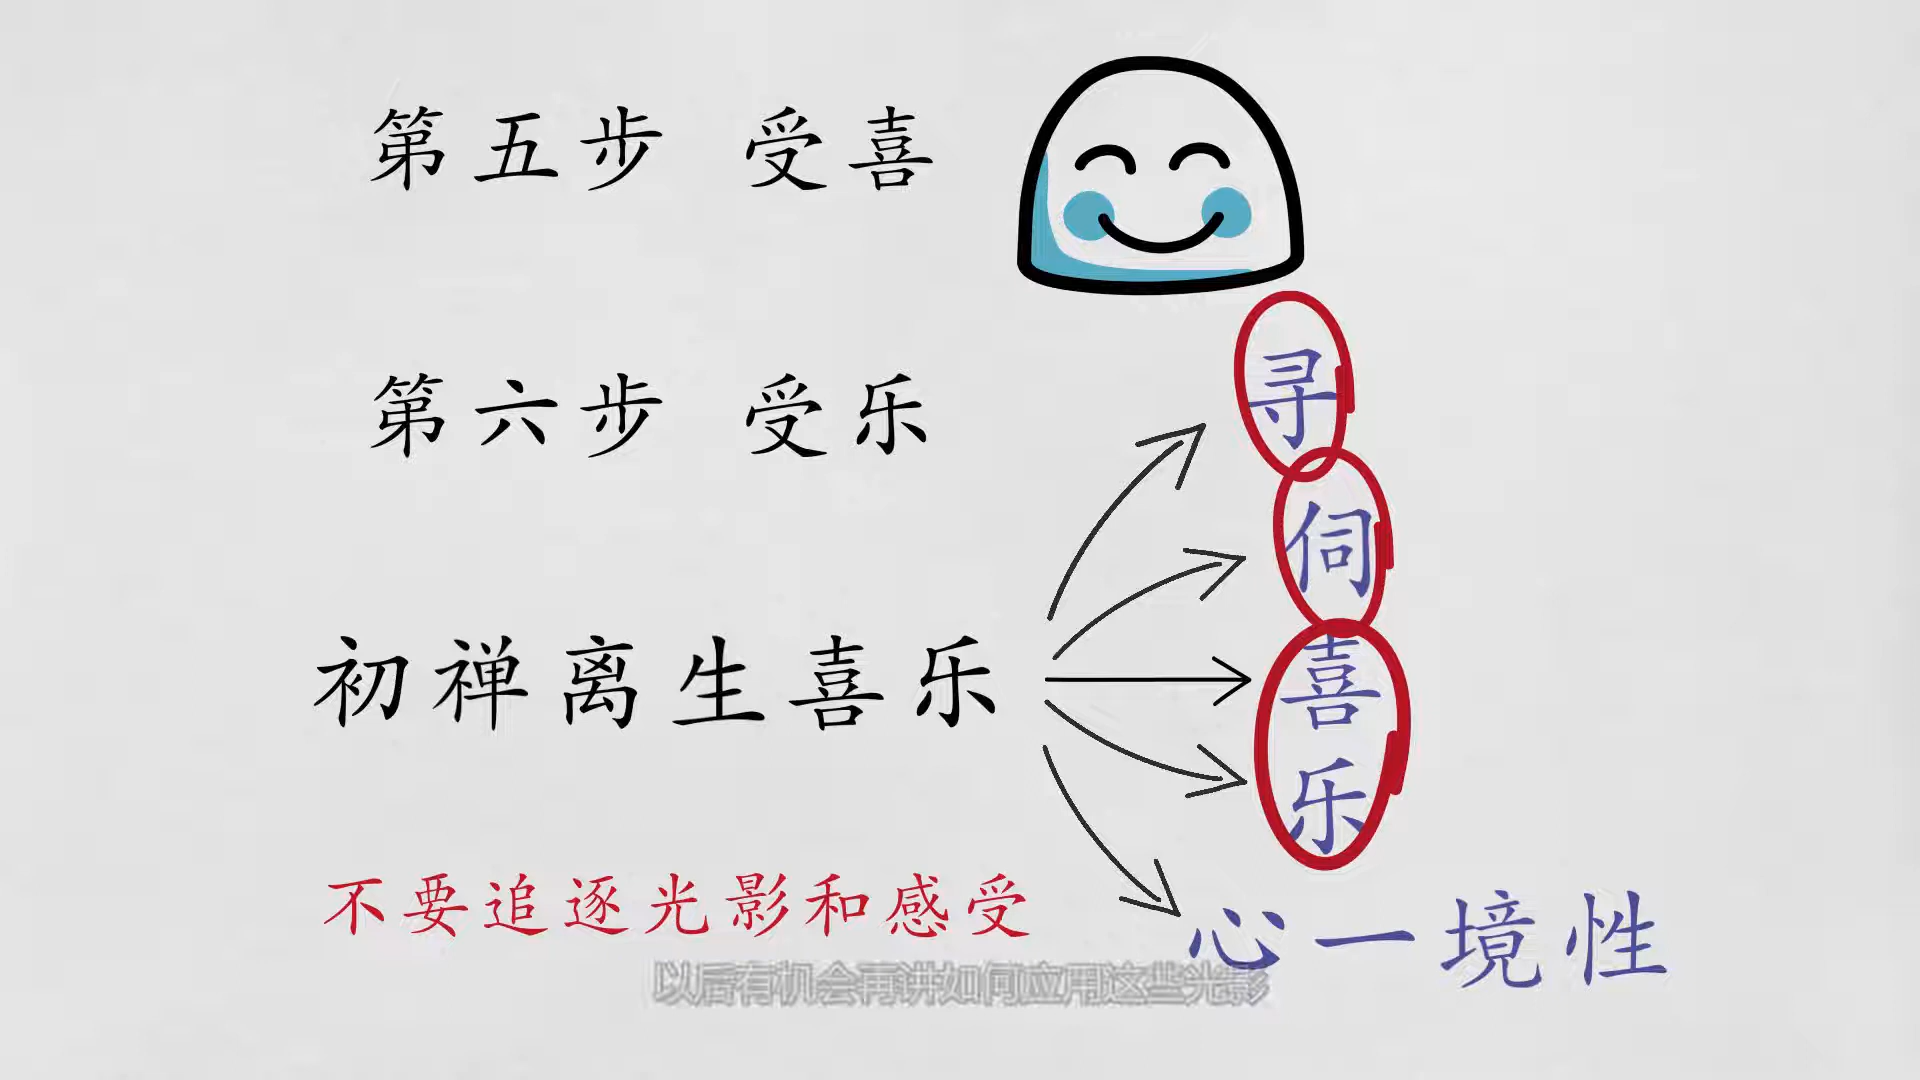 第五步 受喜
第六步 受乐
寻
伺
初禅离生喜乐
喜
乐
不要追逐光影和感受
心一境性
以后有机会再讲如何应用这些光影